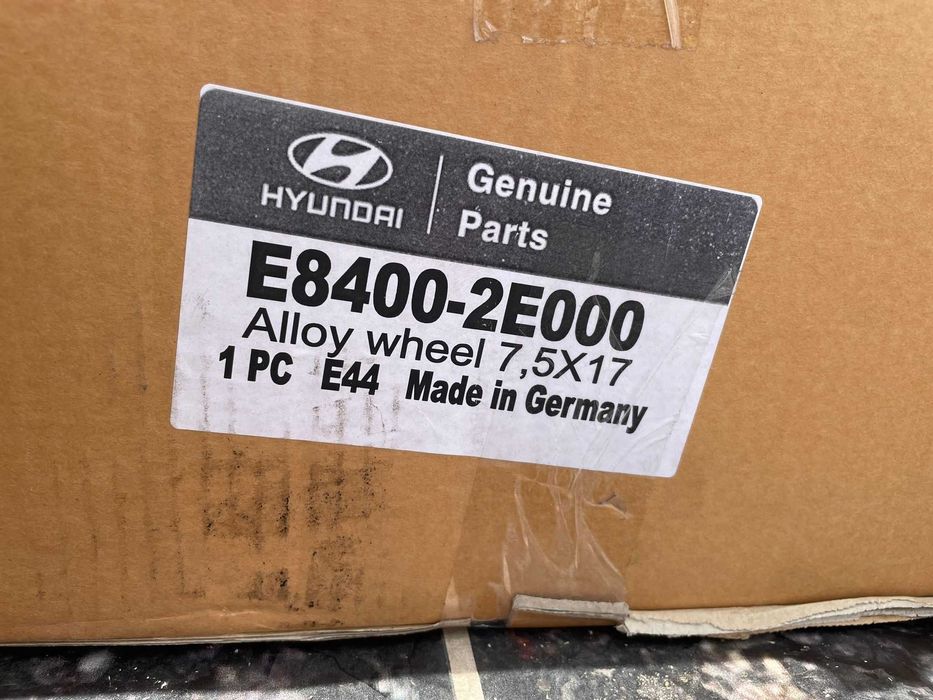 HYUNDAI
Genuine
Parts
E8400-2E000
Alloy wheel 7,5X17
1 PC E44 Made in Germany